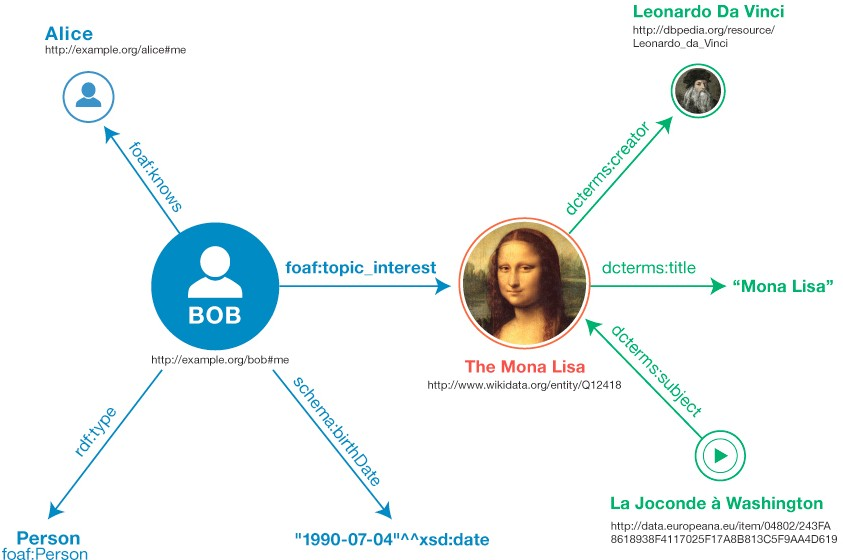 Alice
http://example.org/alice#me
Leonardo Da Vinci
http://dbpedia.org/resource/
Leonardo_da_Vinci
foaf:knows
dcterms:creator
BOB
http://example.org/bob#me
foaf:topic_interest
The Mona Lisa
http://www.wikidata.org/entity/Q12418
dcterms:title
“Mona Lisa”
dcterms:subject
rdf:type
schema:birthDate
La Joconde à Washington
http://data.europeana.eu/item/04802/243FA
8618938F4117025F17A8B813C5F9AA4D619
Person
foaf:Person
"1990-07-04"^^xsd:date